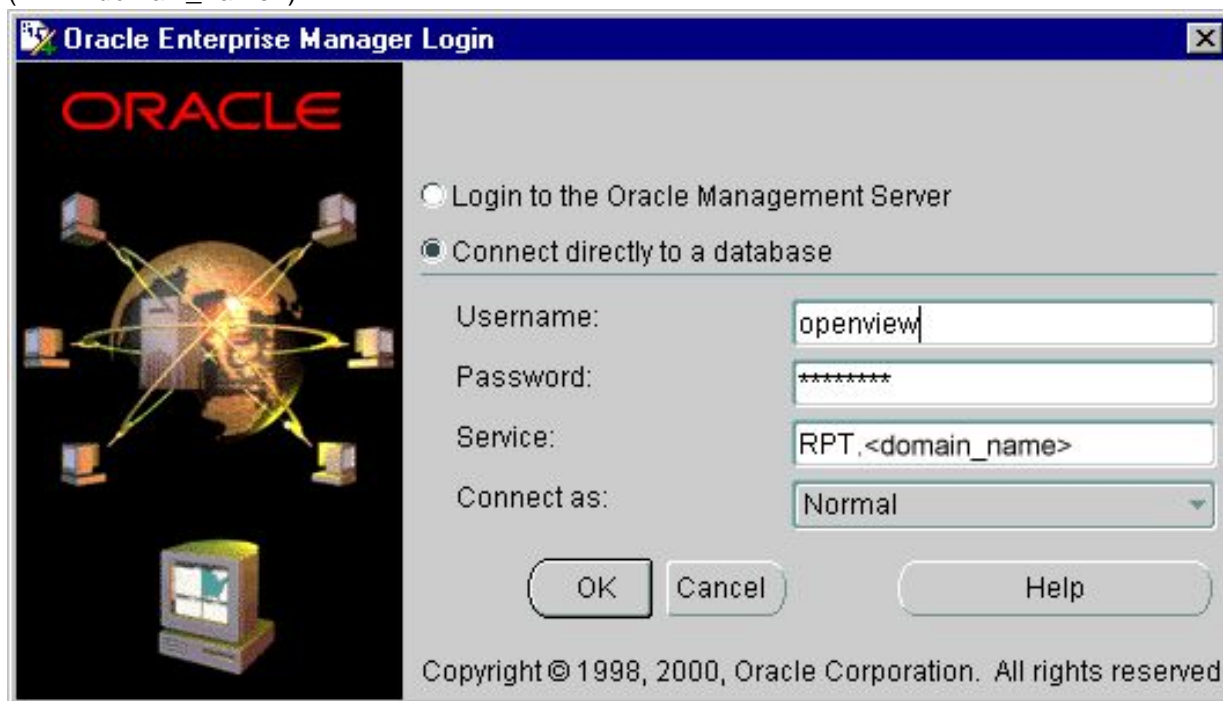 Oracle Enterprise Manager Login
ORACLE
Login to the Oracle Management Server
Connect directly to a database
Username: openview
Password: ********
Service: RPT.<domain_name>
Connect as: Normal
OK Cancel Help
Copyright © 1998, 2000, Oracle Corporation. All rights reserved